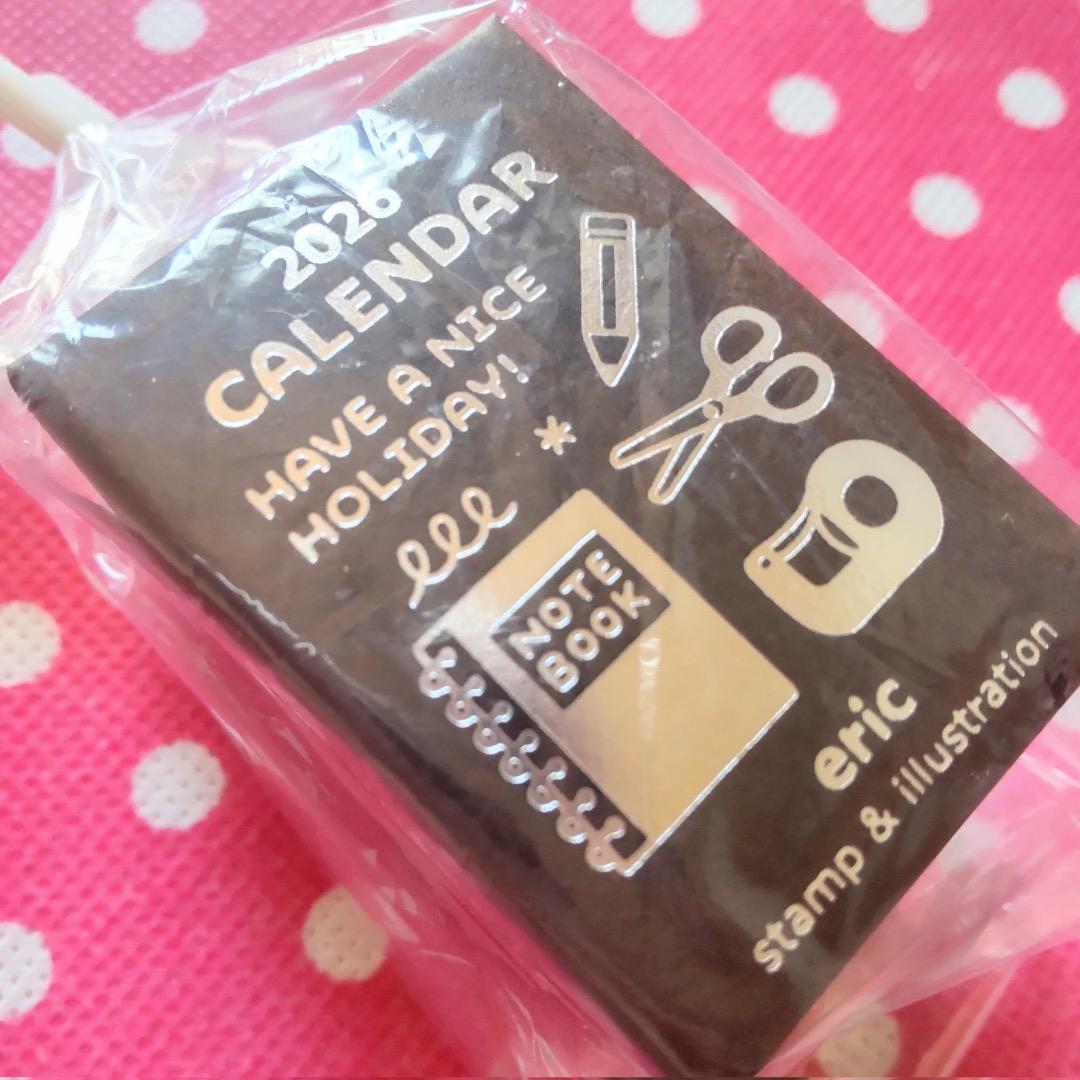 2026
CALENDAR
HAVE A NICE
HOLIDAY!
NOTE
BOOK
eric
stamp & illustration